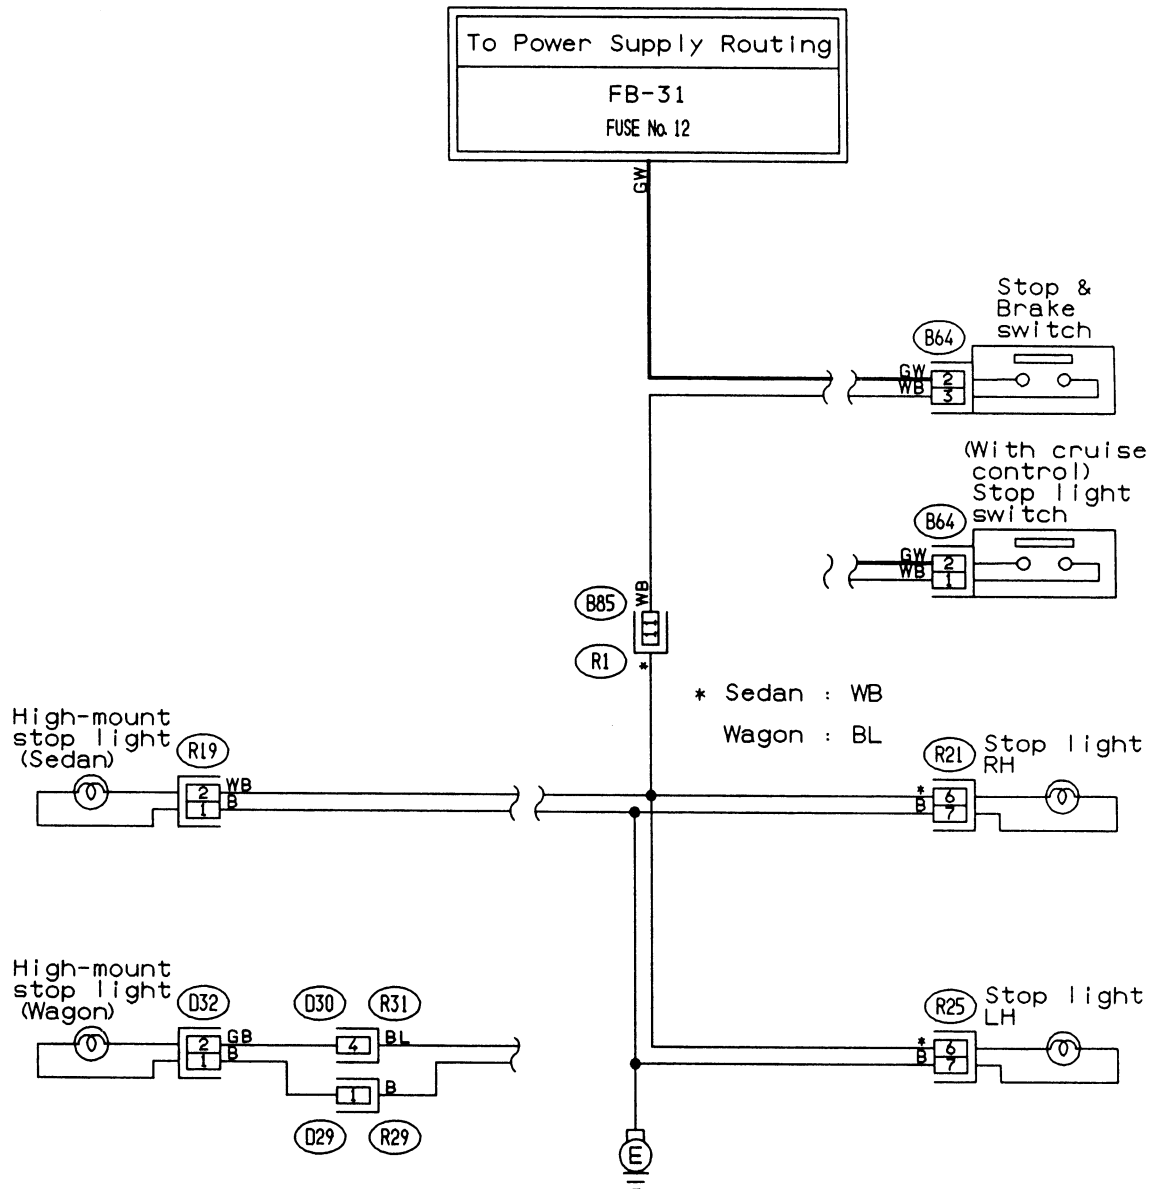 To Power Supply Routing
FB-31
FUSE No. 12
GW
Stop &
Brake
switch
B64
GW
2
WB
3
(With cruise
control)
Stop light
switch
B64
GW
2
WB
1
WB
B85
1
1
R1
*
* Sedan : WB
Wagon : BL
High-mount
stop light
(Sedan)
R19
2
WB
1
B
R21
Stop light
RH
*
6
B
7
High-mount
stop light
(Wagon)
D32
2
GB
1
B
D30
R31
4
BL
1
B
D29
R29
R25
Stop light
LH
*
6
B
7
E